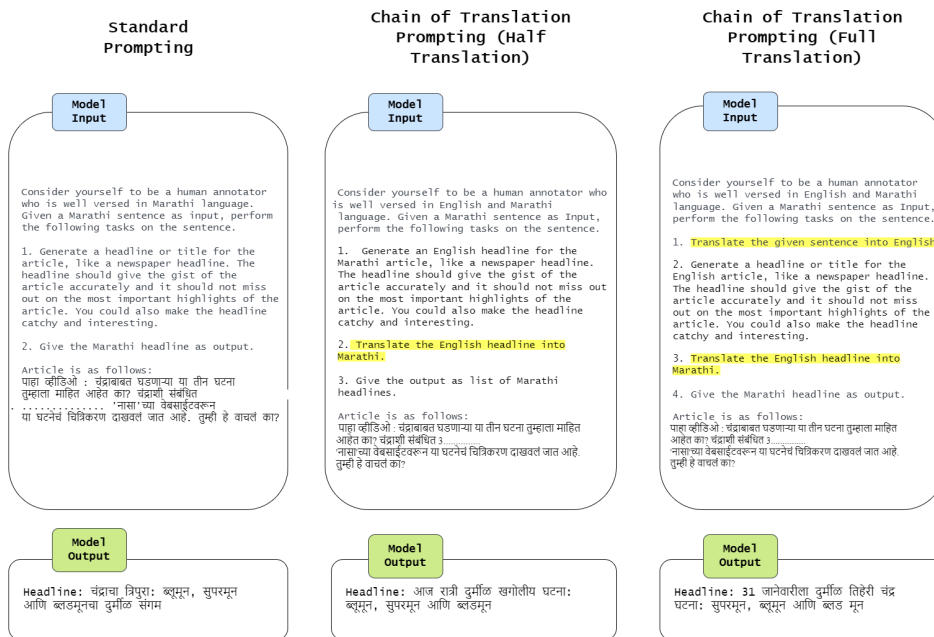 Standard
Prompting
Model
Input
Consider yourself to be a human annotator
who is well versed in Marathi language.
Given a Marathi sentence as input, perform
the following tasks on the sentence.
1. Generate a headline or title for the
article, like a newspaper headline. The
headline should give the gist of the
article accurately and it should not miss
out on the most important highlights of the
article. You could also make the headline
catchy and interesting.
2. Give the Marathi headline as output.
Article is as follows:
पाहा व्हीडिओ : चंद्राबाबत घडणाऱ्या या तीन घटना
तुम्हाला माहित आहेत का? चंद्राशी संबंधित
. .............. 'नासा'च्या वेबसाईटवरून
या घटनेचं चित्रिकरण दाखवलं जात आहे. तुम्ही हे वाचलं का?
Model
Output
Headline: चंद्राचा त्रिपुरा: ब्लूमून, सुपरमून
आणि ब्लडमूनचा दुर्मीळ संगम
Chain of Translation
Prompting (Half
Translation)
Model
Input
Consider yourself to be a human annotator who
is well versed in English and Marathi
language. Given a Marathi sentence as Input,
perform the following tasks on the sentence.
1. Generate an English headline for the
Marathi article, like a newspaper headline.
The headline should give the gist of the
article accurately and it should not miss out
on the most important highlights of the
article. You could also make the headline
catchy and interesting.
2. Translate the English headline into
Marathi.
3. Give the output as list of Marathi
headlines.
Article is as follows:
पाहा व्हीडिओ : चंद्राबाबत घडणाऱ्या या तीन घटना तुम्हाला माहित
आहेत का? चंद्राशी संबंधित 3..............
'नासा'च्या वेबसाईटवरून या घटनेचं चित्रिकरण दाखवलं जात आहे.
तुम्ही हे वाचलं का?
Model
Output
Headline: आज रात्री दुर्मीळ खगोलीय घटना:
ब्लूमून, सुपरमून आणि ब्लडमून
Chain of Translation
Prompting (Full
Translation)
Model
Input
Consider yourself to be a human annotator
who is well versed in English and Marathi
language. Given a Marathi sentence as Input,
perform the following tasks on the sentence.
1. Translate the given sentence into English
2. Generate a headline or title for the
English article, like a newspaper headline.
The headline should give the gist of the
article accurately and it should not miss
out on the most important highlights of the
article. You could also make the headline
catchy and interesting.
3. Translate the English headline into
Marathi.
4. Give the Marathi headline as output.
Article is as follows:
पाहा व्हीडिओ : चंद्राबाबत घडणाऱ्या या तीन घटना तुम्हाला माहित
आहेत का? चंद्राशी संबंधित 3..............
'नासा'च्या वेबसाईटवरून या घटनेचं चित्रिकरण दाखवलं जात आहे.
तुम्ही हे वाचलं का?
Model
Output
Headline: 31 जानेवारीला दुर्मीळ तिहेरी चंद्र
घटना: सुपरमून, ब्लूमून आणि ब्लड मून